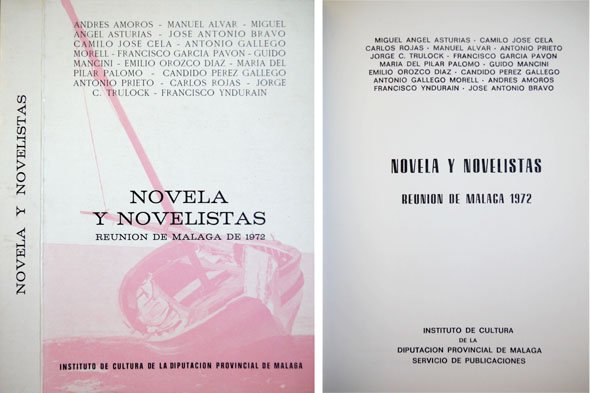 NOVELA Y NOVELISTAS
ANDRES AMOROS - MANUEL ALVAR - MIGUEL
ANGEL ASTURIAS - JOSE ANTONIO BRAVO
CAMILO JOSE CELA - ANTONIO GALLEGO
MORELL - FRANCISCO GARCIA PAVON - GUIDO
MANCINI - EMILIO OROZCO DIAZ - MARIA DEL
PILAR PALOMO - CANDIDO PEREZ GALLEGO
ANTONIO PRIETO - CARLOS ROJAS - JORGE
C. TRULOCK - FRANCISCO YNDURAIN
NOVELA
Y NOVELISTAS
REUNION DE MALAGA DE 1972
INSTITUTO DE CULTURA DE LA DIPUTACION PROVINCIAL DE MALAGA
MIGUEL ANGEL ASTURIAS - CAMILO JOSE CELA
CARLOS ROJAS - MANUEL ALVAR - ANTONIO PRIETO
JORGE C. TRULOCK - FRANCISCO GARCIA PAVON
MARIA DEL PILAR PALOMO - GUIDO MANCINI
EMILIO OROZCO DIAZ - CANDIDO PEREZ GALLEGO
ANTONIO GALLEGO MORELL - ANDRES AMOROS
FRANCISCO YNDURAIN - JOSE ANTONIO BRAVO
NOVELA Y NOVELISTAS
REUNION DE MALAGA 1972
INSTITUTO DE CULTURA
DE LA
DIPUTACION PROVINCIAL DE MALAGA
SERVICIO DE PUBLICACIONES